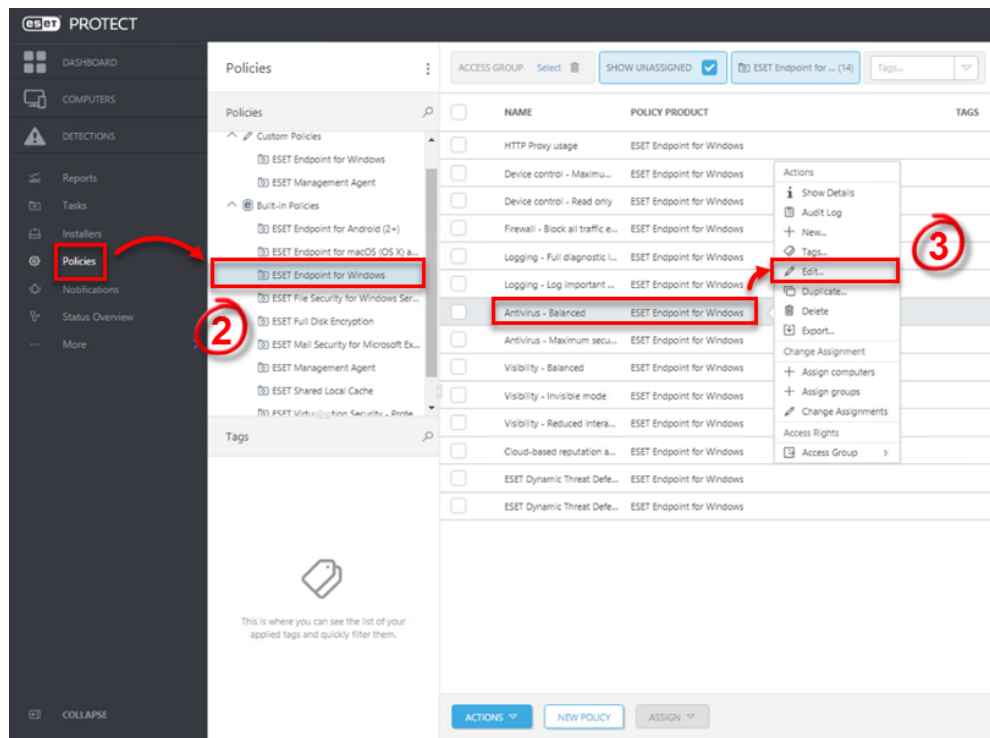 eset PROTECT
DASHBOARD
COMPUTERS
DETECTIONS
Reports
Tasks
Installers
Policies
Notifications
Status Overview
More
COLLAPSE
2
Policies
Policies
Custom Policies
ESET Endpoint for Windows
ESET Management Agent
Built-in Policies
ESET Endpoint for Android (2+)
ESET Endpoint for macOS (OS X) a...
ESET Endpoint for Windows
ESET File Security for Windows Ser...
ESET Full Disk Encryption
ESET Mail Security for Microsoft Ex...
ESET Management Agent
ESET Shared Local Cache
ESET Virtualization Security - Prote...
Tags
This is where you can see the list of your
applied tags and quickly filter them.
ACCESS GROUP Select SHOW UNASSIGNED ESET Endpoint for ... (14) Tags...
NAME POLICY PRODUCT TAGS
HTTP Proxy usage ESET Endpoint for Windows
Device control - Maximu... ESET Endpoint for Windows
Device control - Read only ESET Endpoint for Windows
Firewall - Block all traffic e... ESET Endpoint for Windows
Logging - Full diagnostic l... ESET Endpoint for Windows
Logging - Log important ... ESET Endpoint for Windows
Antivirus - Balanced ESET Endpoint for Windows
Antivirus - Maximum secu... ESET Endpoint for Windows
Visibility - Balanced ESET Endpoint for Windows
Visibility - Invisible mode ESET Endpoint for Windows
Visibility - Reduced intera... ESET Endpoint for Windows
Cloud-based reputation a... ESET Endpoint for Windows
ESET Dynamic Threat Defe... ESET Endpoint for Windows
ESET Dynamic Threat Defe... ESET Endpoint for Windows
Actions
Show Details
Audit Log
New...
Tags...
Edit...
Duplicate...
Delete
Export...
Change Assignment
Assign computers
Assign groups
Change Assignments
Access Rights
Access Group
3
ACTIONS NEW POLICY ASSIGN